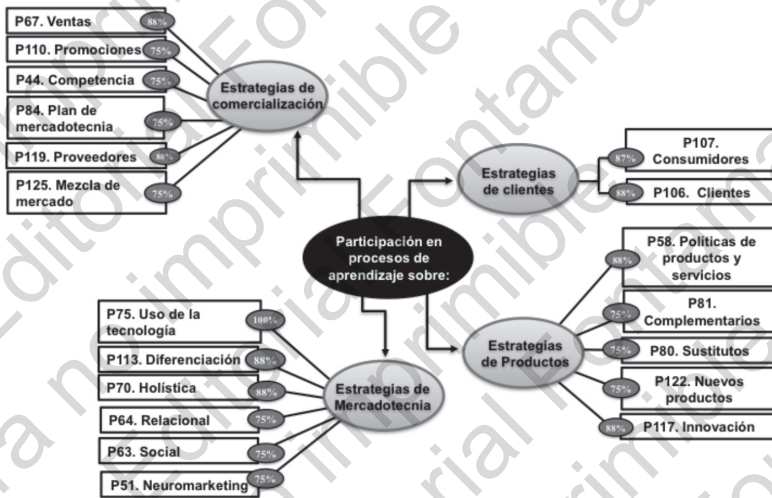 P67. Ventas
88%
P110. Promociones
75%
P44. Competencia
75%
P84. Plan de
mercadotecnia
75%
P119. Proveedores
88%
P125. Mezcla de
mercado
75%
Estrategias de
comercialización
P107.
Consumidores
87%
P106. Clientes
88%
Estrategias
de clientes
Participación en
procesos de
aprendizaje sobre:
P58. Políticas de
productos y
servicios
88%
P81.
Complementarios
75%
P80. Sustitutos
75%
P122. Nuevos
productos
75%
P117. Innovación
88%
Estrategias
de Productos
P75. Uso de la
tecnología
100%
P113. Diferenciación
88%
P70. Holística
88%
P64. Relacional
75%
P63. Social
75%
P51. Neuromarketing
75%
Estrategias de
Mercadotecnia